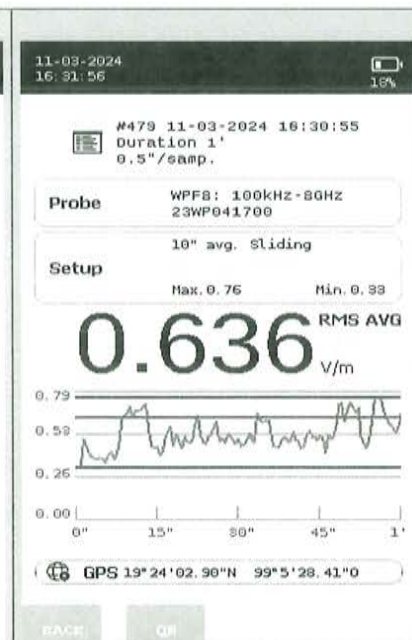 11-03-2024
16:31:56
18%
#479 11-03-2024 16:30:55
Duration 1'
0.5"/samp.
Probe
WPF8: 100kHz-8GHz
23WP041700
10" avg. Sliding
Setup
Max.0.76 Min.0.33
0.636 RMS AVG
V/m
0.79
0.26
0.00
0" 15" 30" 45" 1'
GPS 19°24'02.90"N 99°5'28.41"O
BACK QR